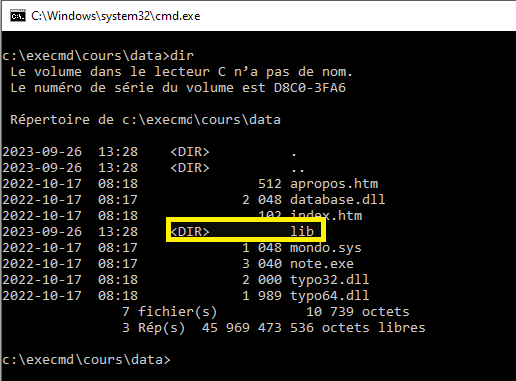 C:\Windows\system32\cmd.exe
c:\execmd\cours\data>dir
Le volume dans le lecteur C n’a pas de nom.
Le numéro de série du volume est D8C0-3FA6
Répertoire de c:\execmd\cours\data
2023-09-26 13:28 <DIR> .
2023-09-26 13:28 <DIR> ..
2022-10-17 08:18 512 apropos.htm
2022-10-17 08:18 2 048 database.dll
2022-10-17 08:18 102 index.htm
2023-09-26 13:28 <DIR> lib
2022-10-17 08:17 1 048 mondo.sys
2022-10-17 08:17 3 040 note.exe
2022-10-17 08:18 2 000 typo32.dll
2022-10-17 08:17 1 989 typo64.dll
7 fichier(s) 10 739 octets
3 Rép(s) 45 969 473 536 octets libres
c:\execmd\cours\data>